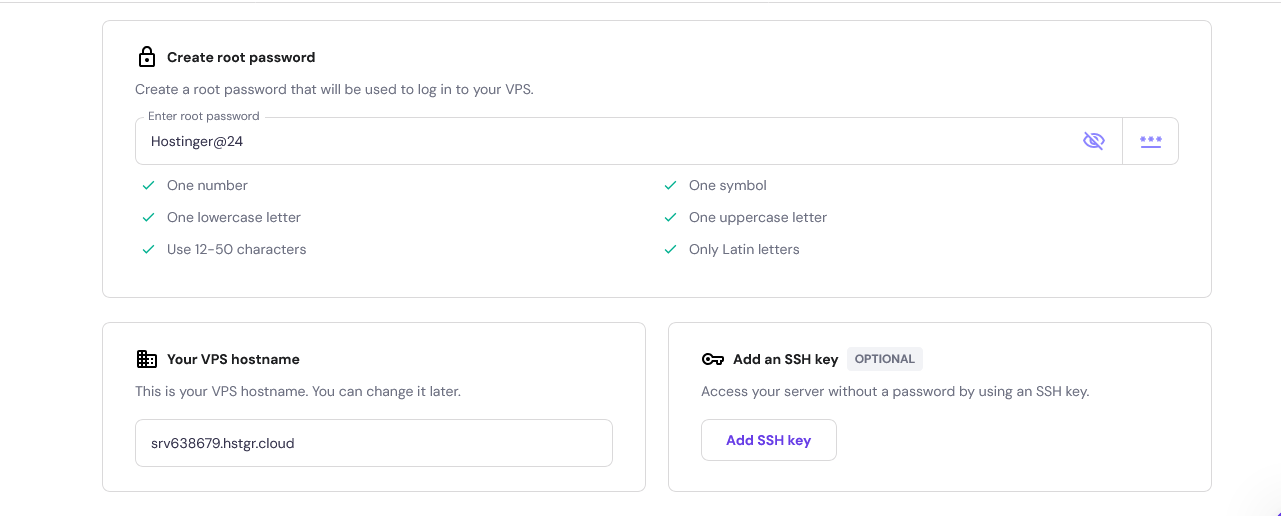 Create root password
Create a root password that will be used to log in to your VPS.
Enter root password
Hostinger@24
One number
One symbol
One lowercase letter
One uppercase letter
Use 12-50 characters
Only Latin letters
Your VPS hostname
This is your VPS hostname. You can change it later.
srv638679.hstgr.cloud
Add an SSH key OPTIONAL
Access your server without a password by using an SSH key.
Add SSH key